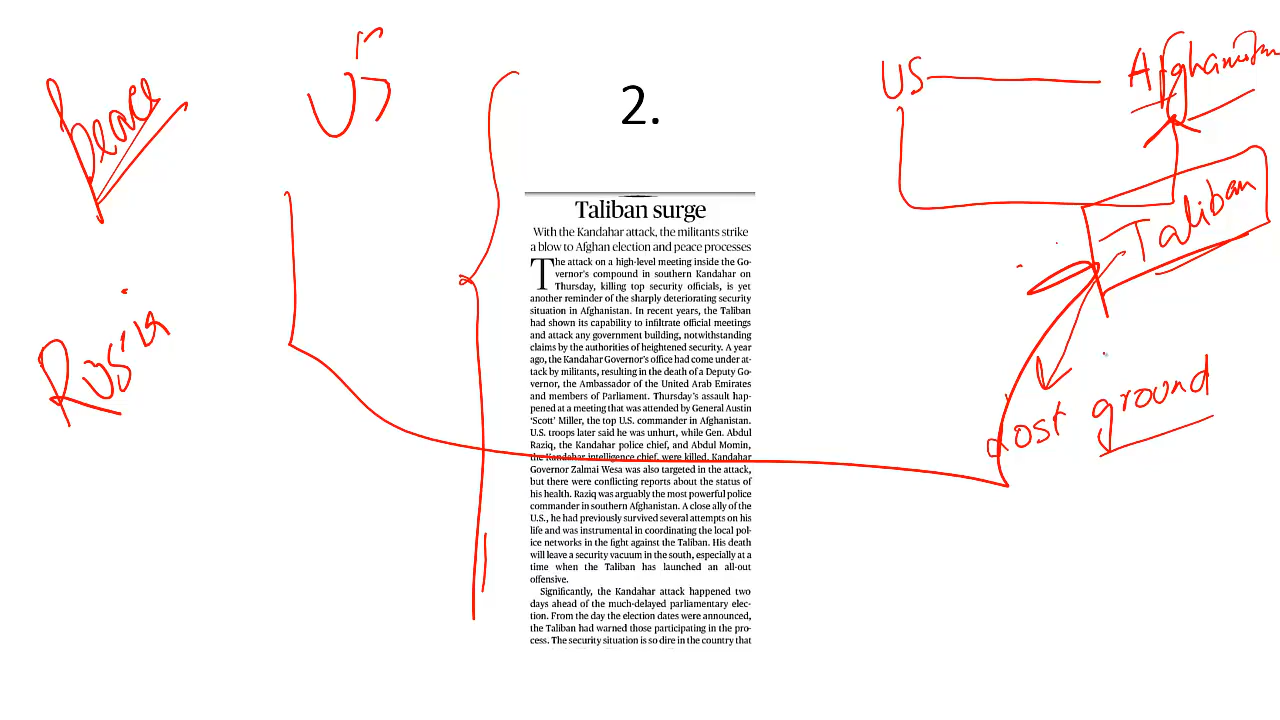 peace
US
2.
US
Afghanistan
Taliban
Russia
Lost ground
Taliban surge
With the Kandahar attack, the militants strike
a blow to Afghan election and peace processes
The attack on a high-level meeting inside the Go-
vernor's compound in southern Kandahar on
Thursday, killing top security officials, is yet
another reminder of the sharply deteriorating security
situation in Afghanistan. In recent years, the Taliban
had shown its capability to infiltrate official meetings
and attack any government building, notwithstanding
claims by the authorities of heightened security. A year
ago, the Kandahar Governor's office had come under at-
tack by militants, resulting in the death of a Deputy Go-
vernor, the Ambassador of the United Arab Emirates
and members of Parliament. Thursday's assault hap-
pened at a meeting that was attended by General Austin
'Scott' Miller, the top U.S. commander in Afghanistan.
U.S. troops later said he was unhurt, while Gen. Abdul
Raziq, the Kandahar police chief, and Abdul Momin,
the Kandahar intelligence chief, were killed. Kandahar
Governor Zalmai Wesa was also targeted in the attack,
but there were conflicting reports about the status of
his health. Raziq was arguably the most powerful police
commander in southern Afghanistan. A close ally of the
U.S., he had previously survived several attempts on his
life and was instrumental in coordinating the local pol-
ice networks in the fight against the Taliban. His death
will leave a security vacuum in the south, especially at a
time when the Taliban has launched an all-out
offensive.
Significantly, the Kandahar attack happened two
days ahead of the much-delayed parliamentary elec-
tion. From the day the election dates were announced,
the Taliban had warned those participating in the pro-
cess. The security situation is so dire in the country that